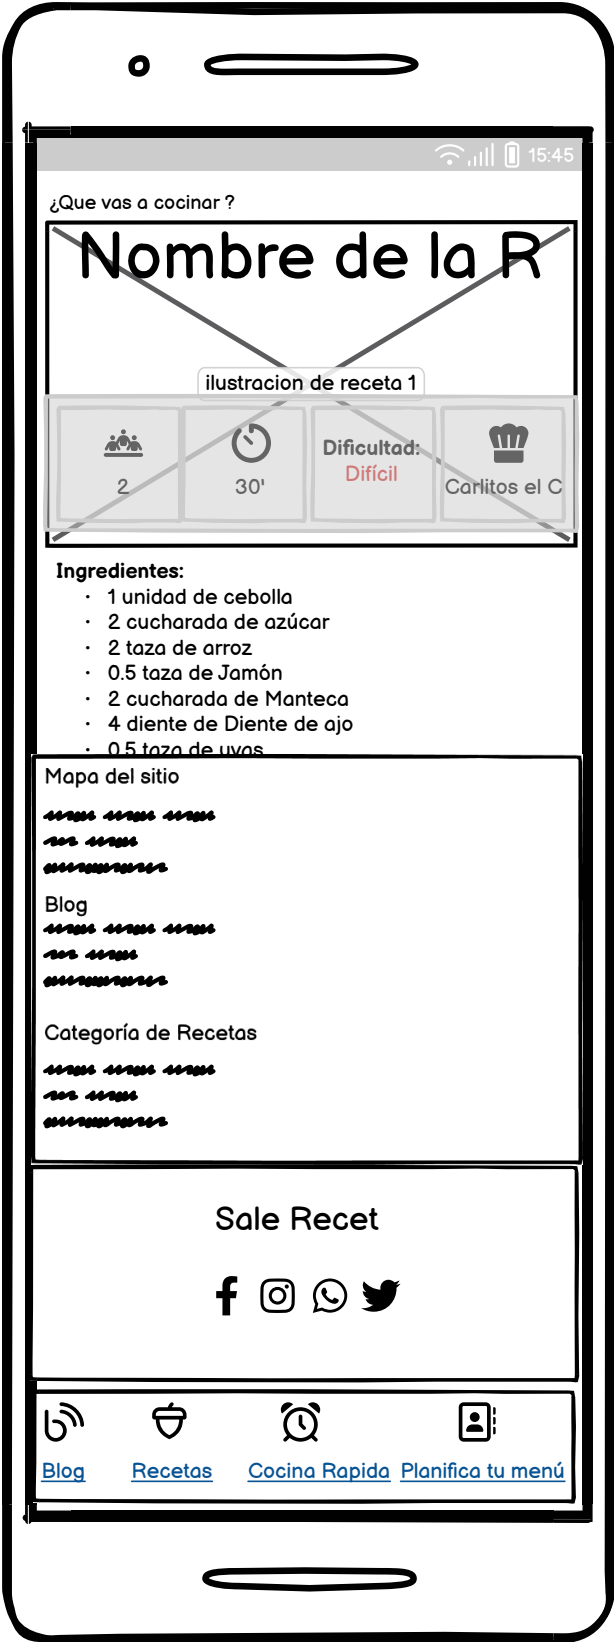 15:45
¿Que vas a cocinar ?
Nombre de la R
ilustracion de receta 1
2
30'
Dificultad:
Difícil
Carlitos el C
Ingredientes:
· 1 unidad de cebolla
· 2 cucharada de azúcar
· 2 taza de arroz
· 0.5 taza de Jamón
· 2 cucharada de Manteca
· 4 diente de Diente de ajo
· 0.5 taza de uvas
Mapa del sitio
Blog
Categoría de Recetas
Sale Recet
Blog Recetas Cocina Rapida Planifica tu menú